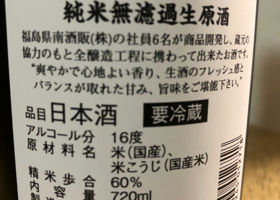 純米無濾過生原酒
福島県南酒販(株)の社員6名が商品開発し、蔵元の
協力のもと全醸造工程に携わって出来たお酒です。
"爽やかで心地よい香り、生酒のフレッシュ感と
バランスが取れた甘み、旨味をご堪能下さい。"
品目 日本酒 要冷蔵
アルコール分 16度
原材料名 米(国産)、
米こうじ(国産米)
精米歩合 60%
内容量 720ml